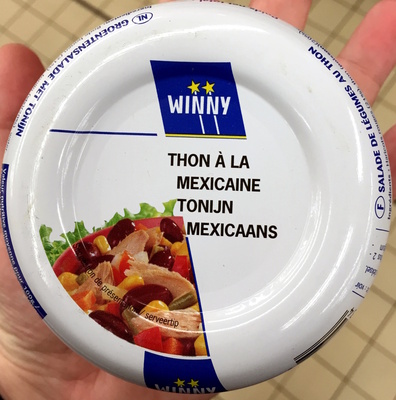 WINNY
THON À LA
MEXICAINE
TONIJN
MEXICAANS
NL GROENTENSALADE MET TONIJN
F SALADE DE LÉGUMES AU THON
serveertip
WINNY